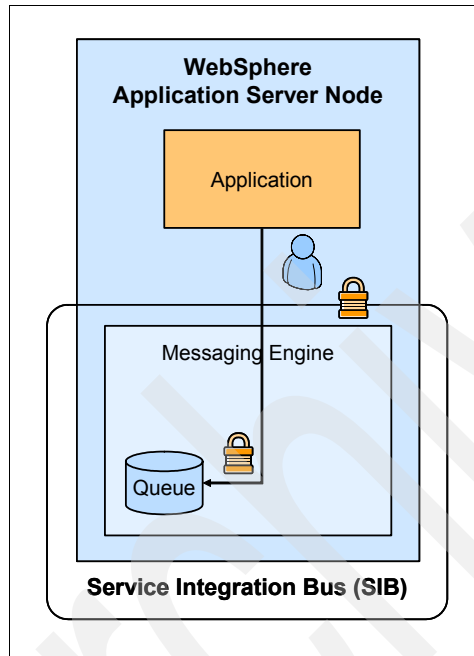 WebSphere
Application Server Node
Application
Messaging Engine
Queue
Service Integration Bus (SIB)